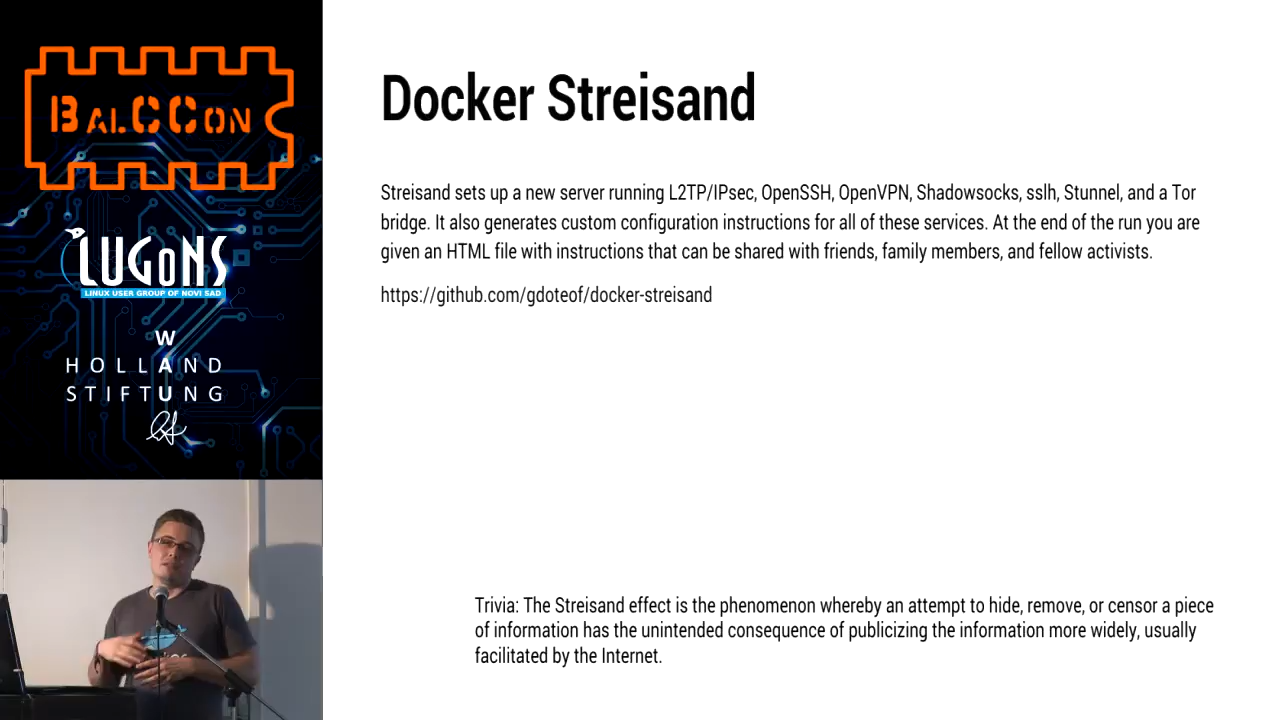 BALCCON
LUGONS
LINUX USER GROUP OF NOVI SAD
W
HOLLAND
STIFTUNG
Docker Streisand
Streisand sets up a new server running L2TP/IPsec, OpenSSH, OpenVPN, Shadowsocks, sslh, Stunnel, and a Tor
bridge. It also generates custom configuration instructions for all of these services. At the end of the run you are
given an HTML file with instructions that can be shared with friends, family members, and fellow activists.
https://github.com/gdoteof/docker-streisand
Trivia: The Streisand effect is the phenomenon whereby an attempt to hide, remove, or censor a piece
of information has the unintended consequence of publicizing the information more widely, usually
facilitated by the Internet.